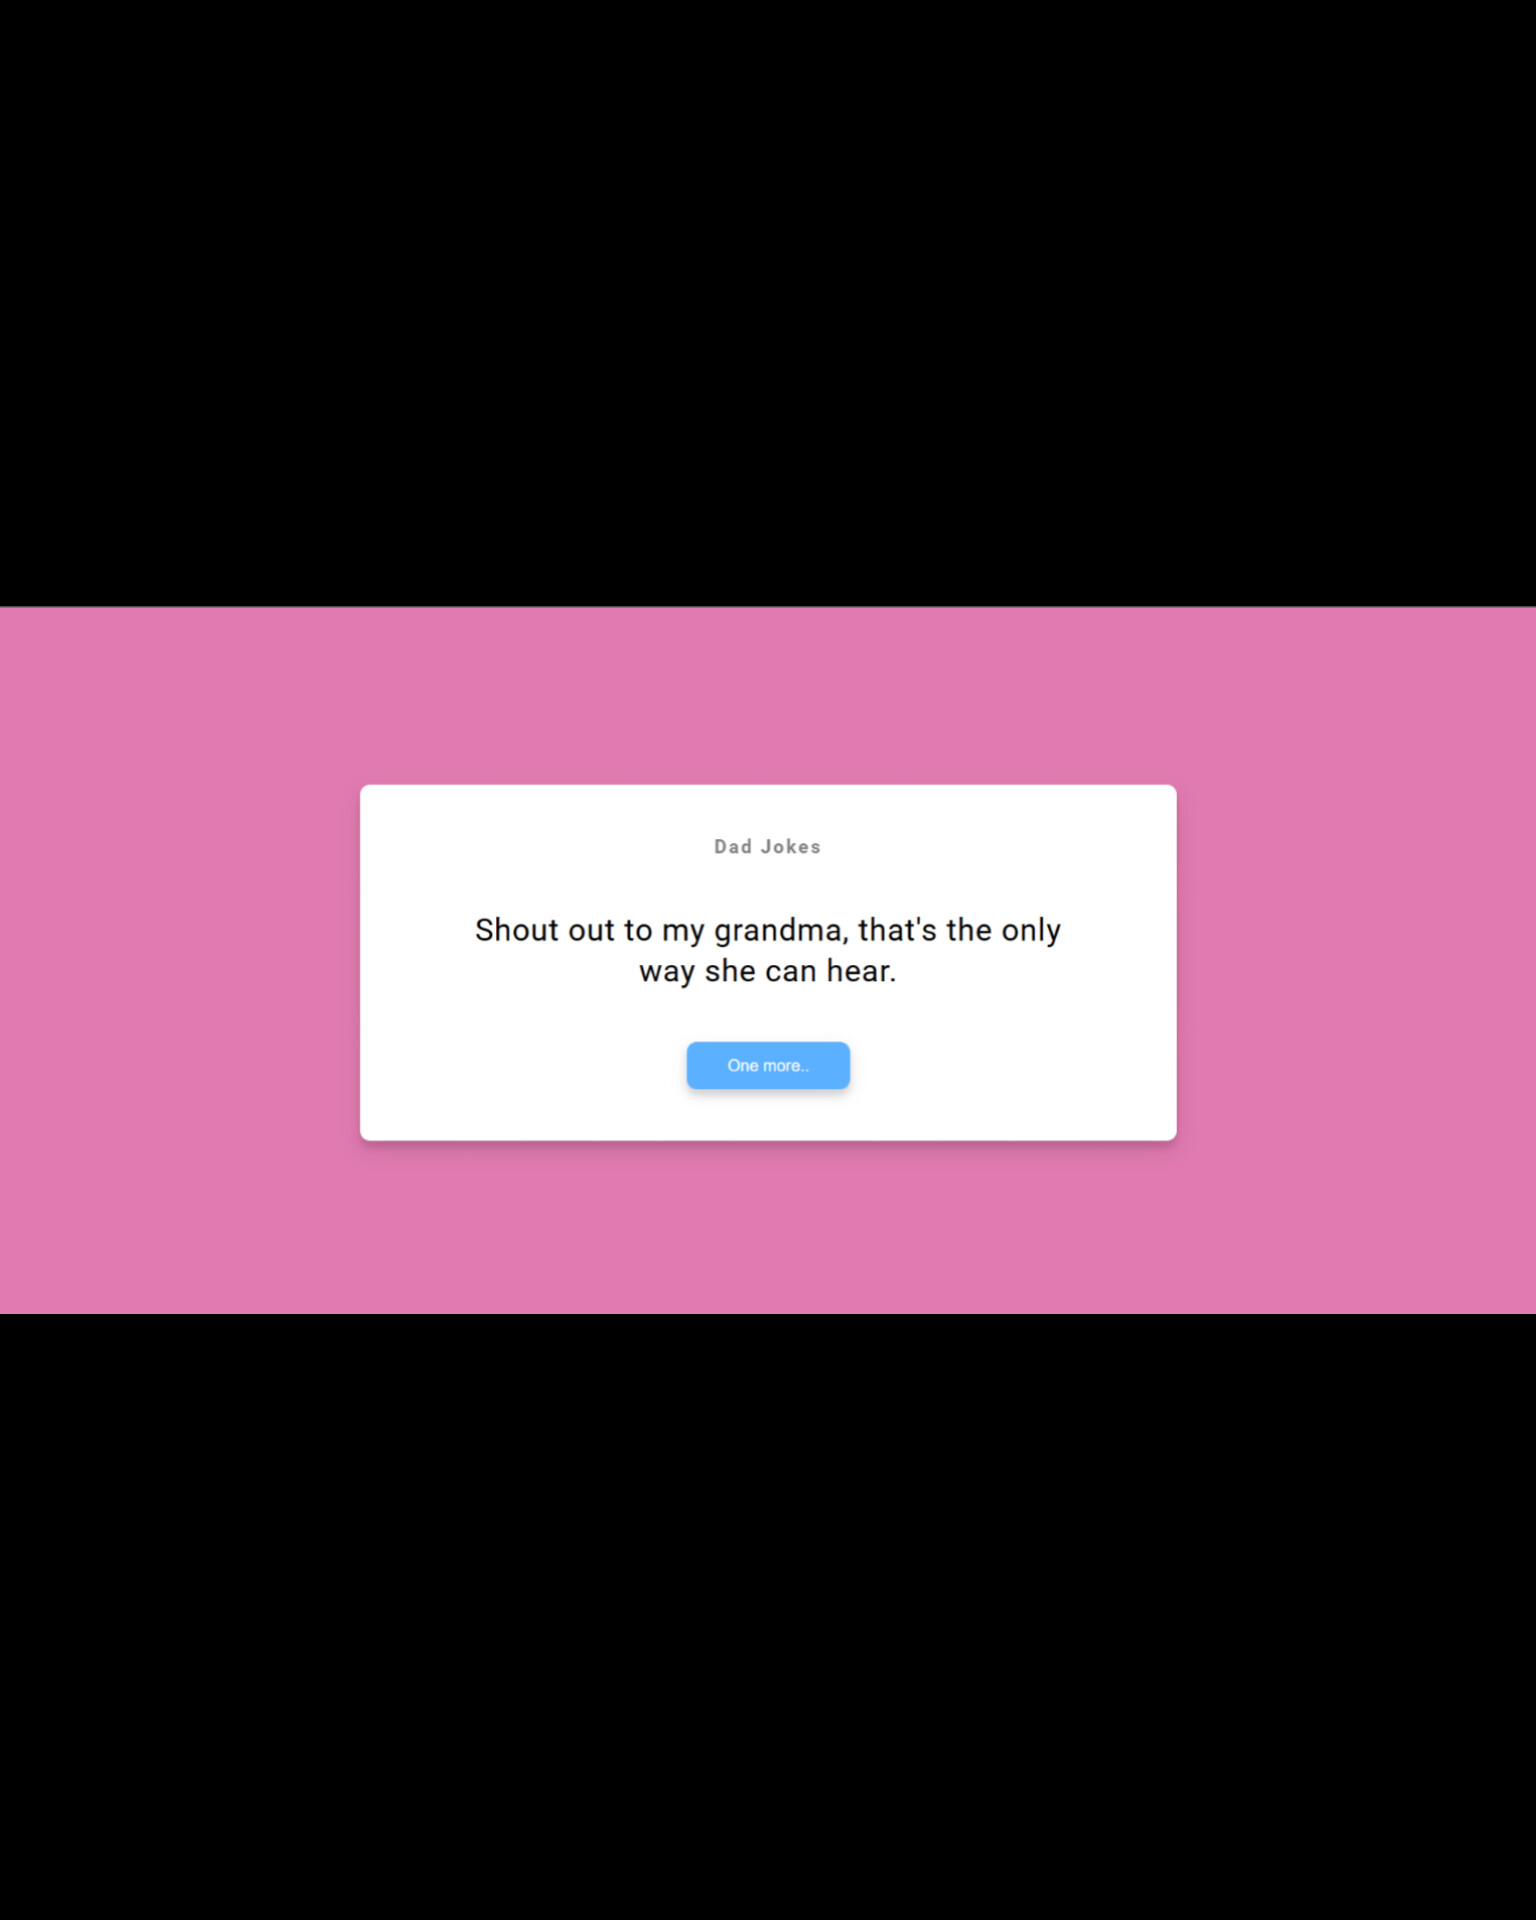 Dad Jokes
Shout out to my grandma, that's the only
way she can hear.
One more..